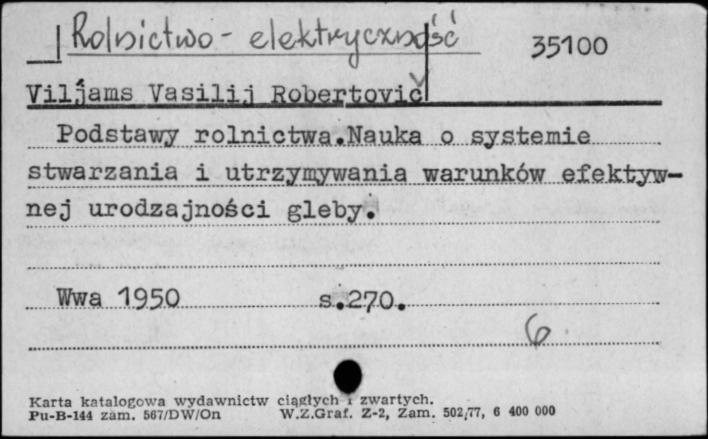 Rolnictwo - elektryczność
35100
Viljams Vasilij Robertovič
Podstawy rolnictwa.Nauka o systemie
stwarzania i utrzymywania warunków efektyw-
nej urodzajności gleby.
Wwa 1950 s.270.
6
Karta katalogowa wydawnictw ciągłych i zwartych.
Pu-B-144 zam. 567/DW/On W.Z.Graf. Z-2, Zam. 502/77, 6 400 000